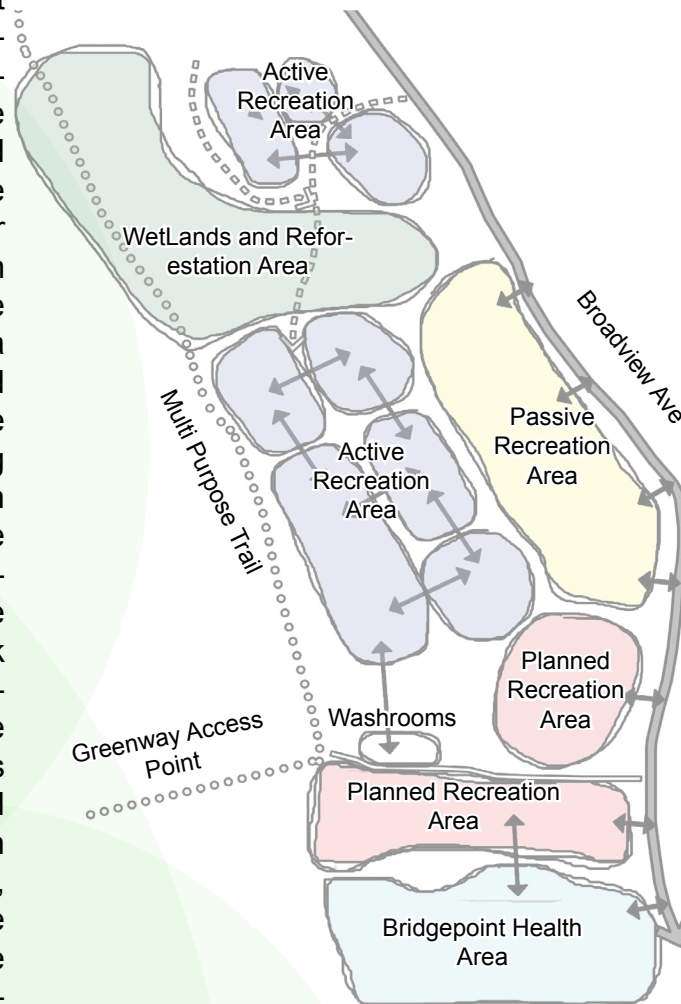 Active
Recreation
Area
WetLands and Refor-
estation Area
Broadview Ave
Passive
Recreation
Area
Multi Purpose Trail
Active
Recreation
Area
Planned
Recreation
Area
Washrooms
Greenway Access
Point
Planned Recreation
Area
Bridgepoint Health
Area